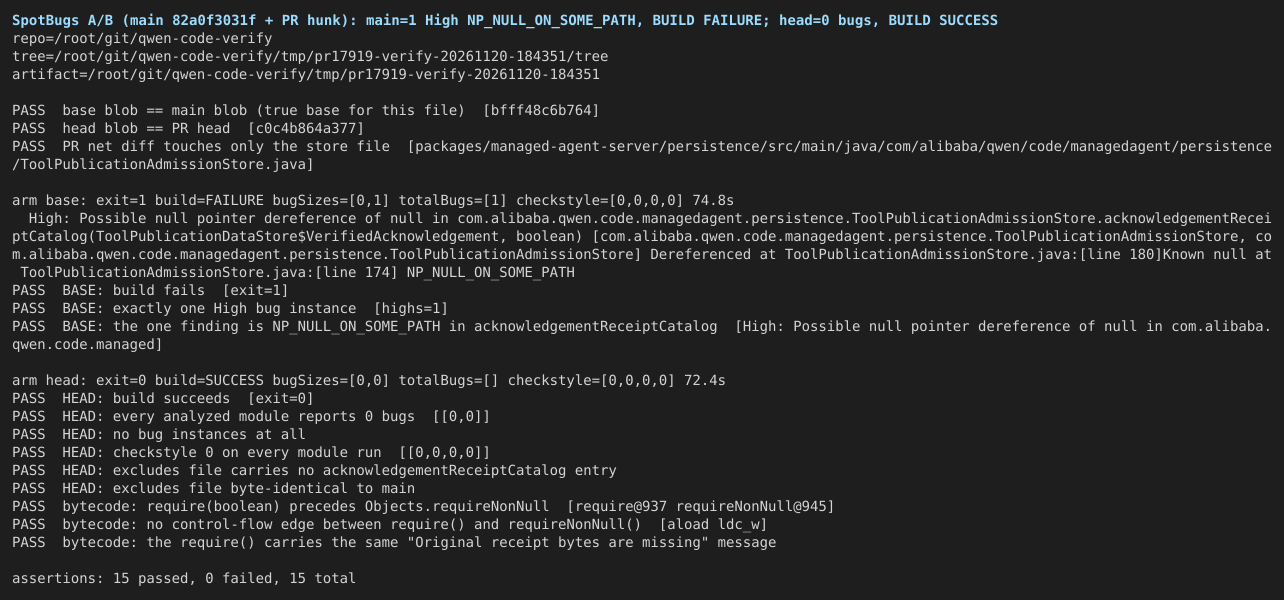 SpotBugs A/B (main 82a0f3031f + PR hunk): main=1 High NP_NULL_ON_SOME_PATH, BUILD FAILURE; head=0 bugs, BUILD SUCCESS
repo=/root/git/qwen-code-verify
tree=/root/git/qwen-code-verify/tmp/pr17919-verify-20261120-184351/tree
artifact=/root/git/qwen-code-verify/tmp/pr17919-verify-20261120-184351
PASS  base blob == main blob (true base for this file)  [bfff48c6b764]
PASS  head blob == PR head  [c0c4b864a377]
PASS  PR net diff touches only the store file  [packages/managed-agent-server/persistence/src/main/java/com/alibaba/qwen/code/managedagent/persistence
/ToolPublicationAdmissionStore.java]
arm base: exit=1 build=FAILURE bugSizes=[0,1] totalBugs=[1] checkstyle=[0,0,0,0] 74.8s
  High: Possible null pointer dereference of null in com.alibaba.qwen.code.managedagent.persistence.ToolPublicationAdmissionStore.acknowledgementRecei
ptCatalog(ToolPublicationDataStore$VerifiedAcknowledgement, boolean) [com.alibaba.qwen.code.managedagent.persistence.ToolPublicationAdmissionStore, co
m.alibaba.qwen.code.managedagent.persistence.ToolPublicationAdmissionStore] Dereferenced at ToolPublicationAdmissionStore.java:[line 180]Known null at
 ToolPublicationAdmissionStore.java:[line 174] NP_NULL_ON_SOME_PATH
PASS  BASE: build fails  [exit=1]
PASS  BASE: exactly one High bug instance  [highs=1]
PASS  BASE: the one finding is NP_NULL_ON_SOME_PATH in acknowledgementReceiptCatalog  [High: Possible null pointer dereference of null in com.alibaba.
qwen.code.managed]
arm head: exit=0 build=SUCCESS bugSizes=[0,0] totalBugs=[] checkstyle=[0,0,0,0] 72.4s
PASS  HEAD: build succeeds  [exit=0]
PASS  HEAD: every analyzed module reports 0 bugs  [[0,0]]
PASS  HEAD: no bug instances at all
PASS  HEAD: checkstyle 0 on every module run  [[0,0,0,0]]
PASS  HEAD: excludes file carries no acknowledgementReceiptCatalog entry
PASS  HEAD: excludes file byte-identical to main
PASS  bytecode: require(boolean) precedes Objects.requireNonNull  [require@937 requireNonNull@945]
PASS  bytecode: no control-flow edge between require() and requireNonNull()  [aload ldc_w]
PASS  bytecode: the require() carries the same "Original receipt bytes are missing" message
assertions: 15 passed, 0 failed, 15 total